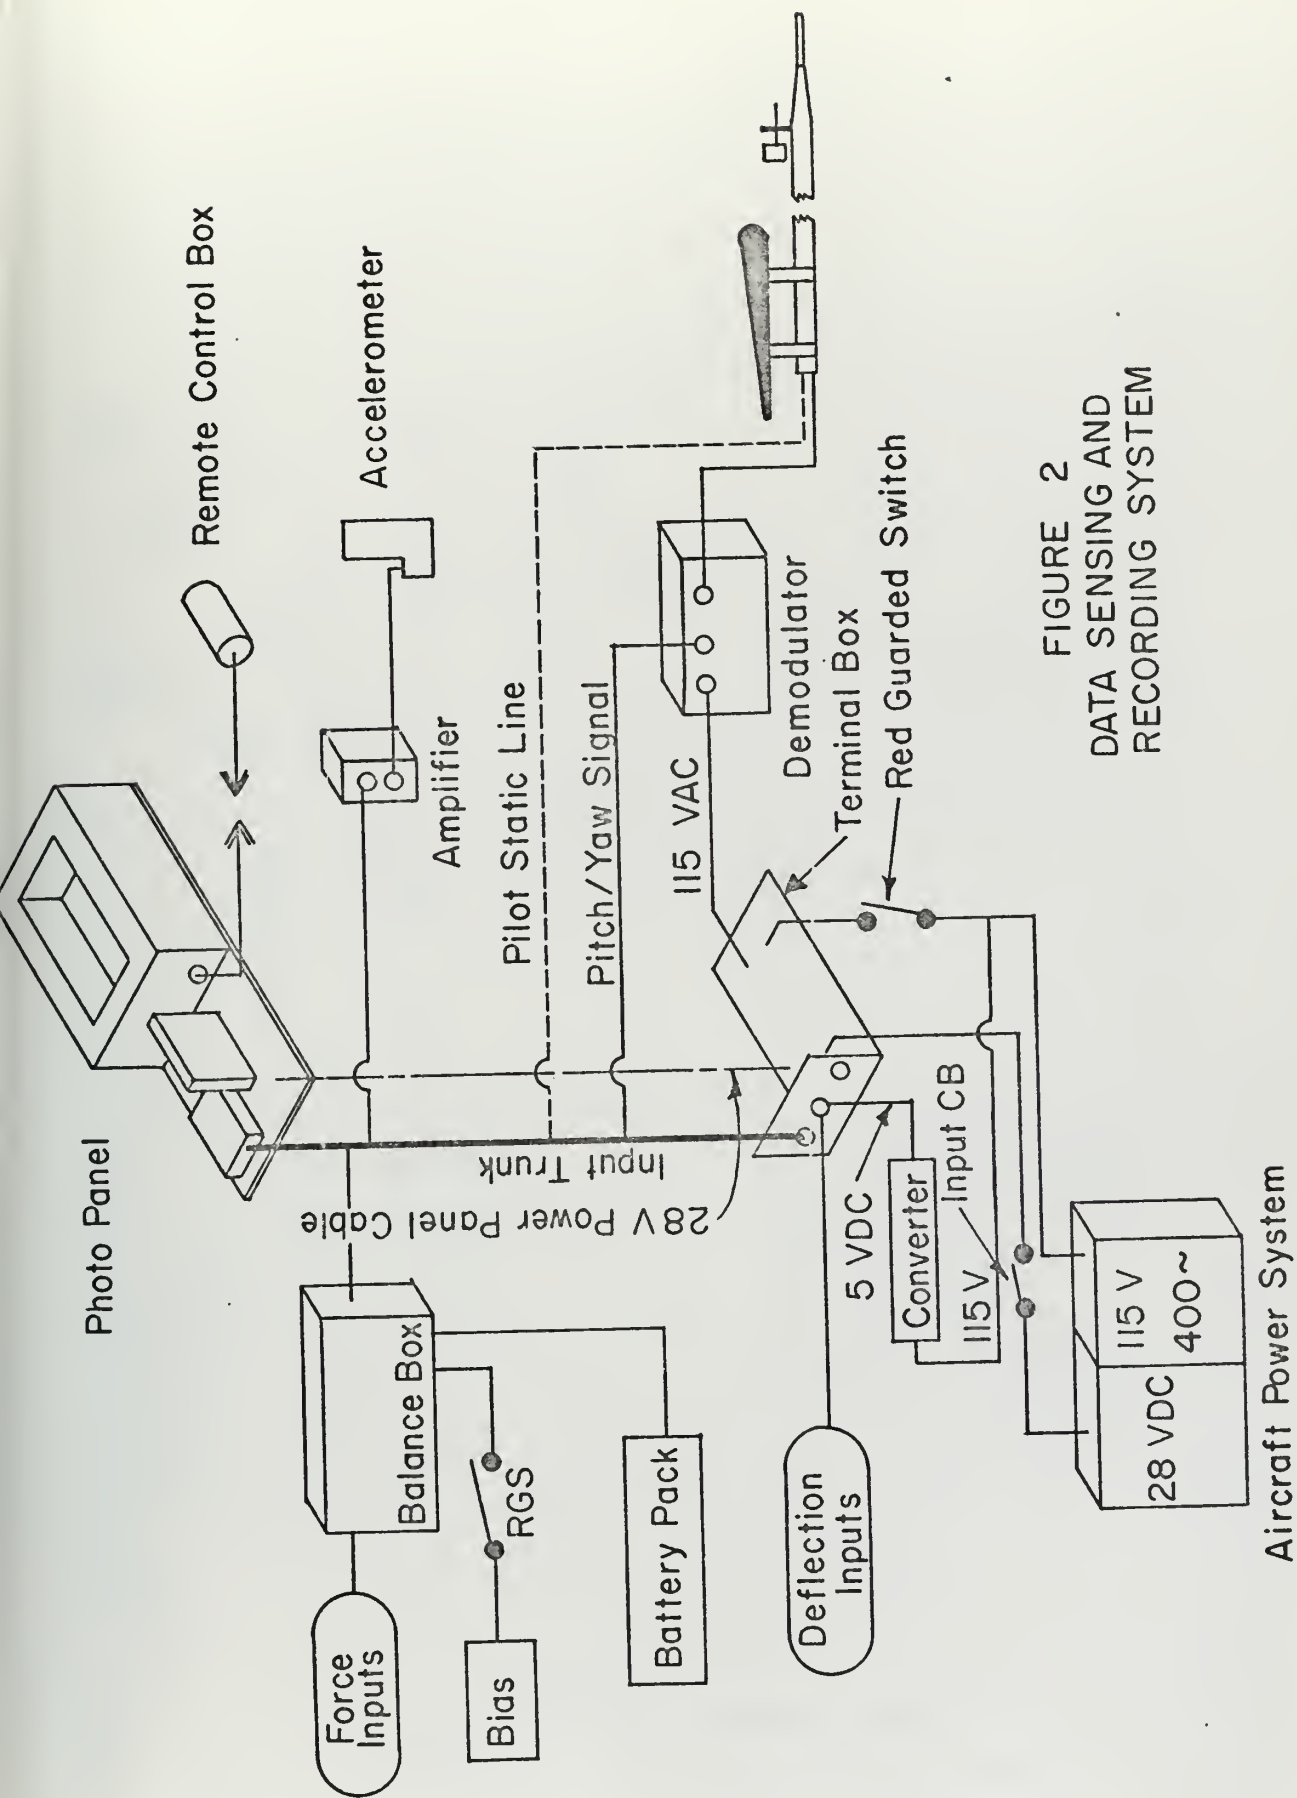 Photo Panel
Remote Control Box
Accelerometer
Amplifier
Force
Inputs
Balance Box
Bias
RGS
Battery Pack
Input Trunk
28V Power Panel Cable
Pilot Static Line
Pitch/Yaw Signal
115 VAC
Demodulator
Terminal Box
Red Guarded Switch
Deflection
Inputs
5 VDC
Converter
Input CB
115 V
28 VDC
115 V
400~
Aircraft Power System
FIGURE 2
DATA SENSING AND
RECORDING SYSTEM